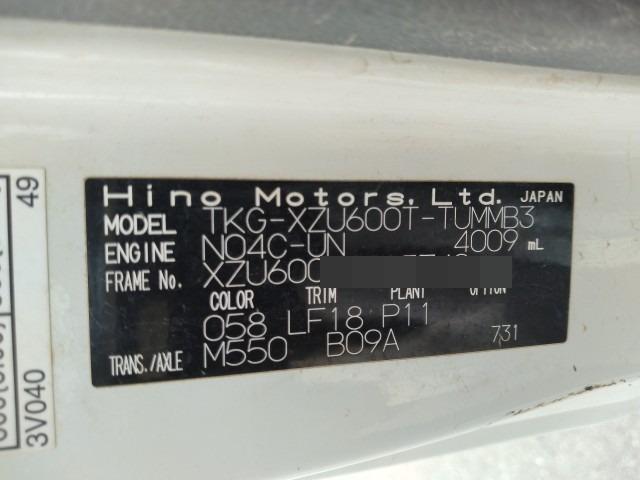 Hino Motors, Ltd. JAPAN
MODEL TKG-XZU600T-TUMMB3
ENGINE N04C-UN 4009 mL
FRAME No. XZU600
COLOR TRIM PLANT OPTION
058 LF18 P11
TRANS./AXLE M550 B09A 731
49
3V040